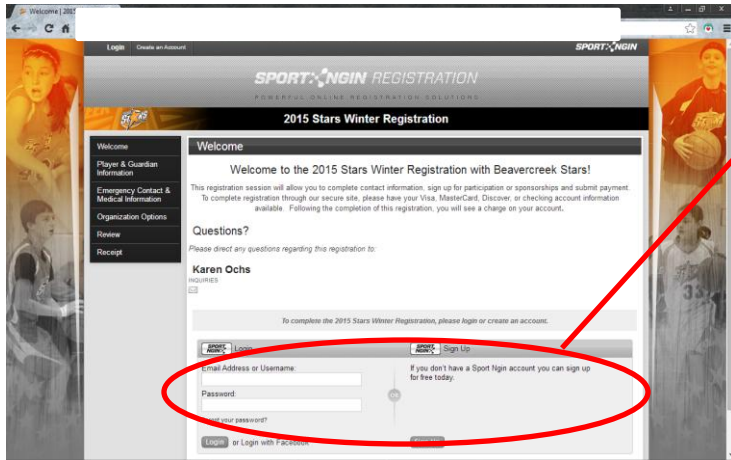 Welcome | 2015
Login Create an Account
SPORT NGIN
SPORT NGIN REGISTRATION
POWERFUL ONLINE REGISTRATION SOLUTIONS
2015 Stars Winter Registration
Welcome
Player & Guardian
Information
Emergency Contact &
Medical Information
Organization Options
Review
Receipt
Welcome
Welcome to the 2015 Stars Winter Registration with Beavercreek Stars!
This registration session will allow you to complete contact information, sign up for participation or sponsorships and submit payment.
To complete registration through our secure site, please have your Visa, MasterCard, Discover, or checking account information
available. Following the completion of this registration, you will see a charge on your account.
Questions?
Please direct any questions regarding this registration to:
Karen Ochs
INQUIRIES
To complete the 2015 Stars Winter Registration, please login or create an account.
SPORT NGIN Login
SPORT NGIN Sign Up
Email Address or Username:
If you don't have a Sport Ngin account you can sign up
for free today.
Password:
OR
Forgot your password?
Login or Login with Facebook
33